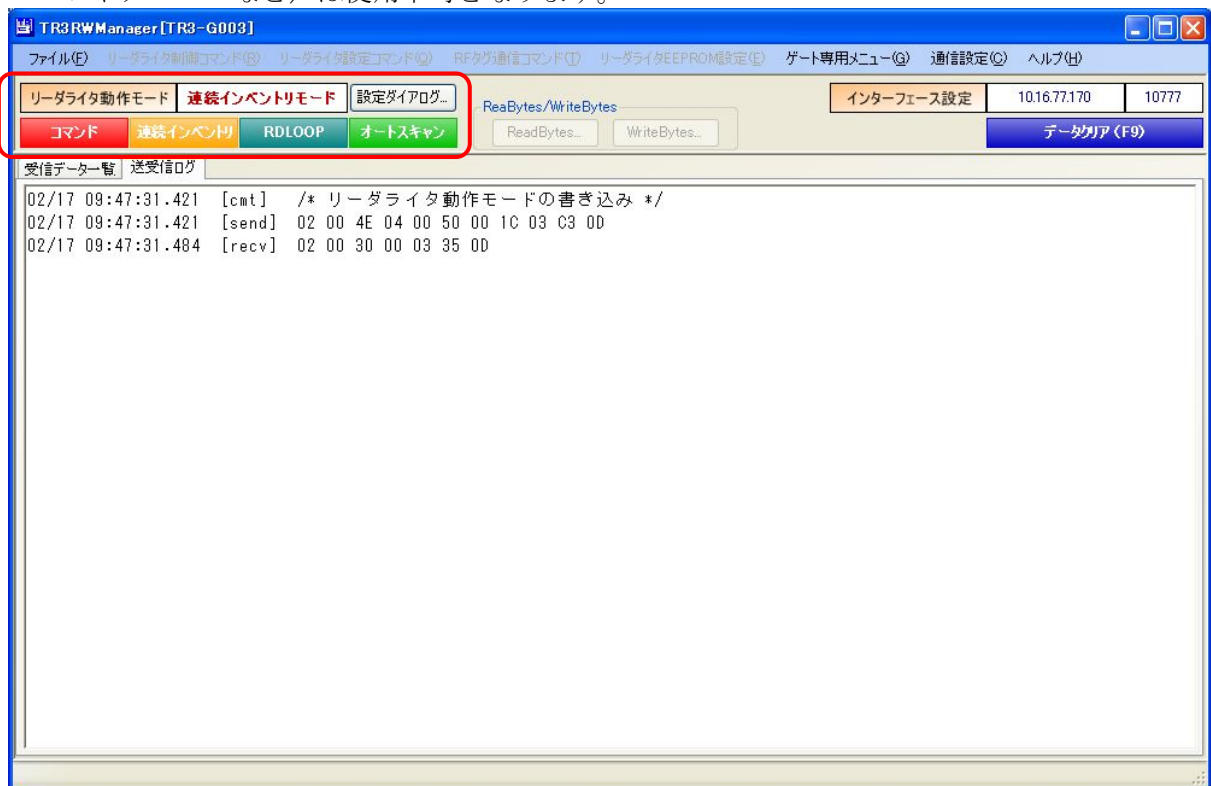 は使用不可となります。
TR3RWManager[TR3-G003]
ファイル(F) リーダライタ制御コマンド(R) リーダライタ設定コマンド(Q) RFタグ通信コマンド(T) リーダライタEEPROM設定(E) ゲート専用メニュー(G) 通信設定(C) ヘルプ(H)
リーダライタ動作モード 連続インベントリモード 設定ダイアログ... ReaBytes/WriteBytes インターフェース設定 10.16.77.170 10777
コマンド 連続インベントリ RDLOOP オートスキャン ReadBytes... WriteBytes... データクリア(F9)
受信データ一覧 送受信ログ
02/17 09:47:31.421 [cmt] /* リーダライタ動作モードの書き込み */
02/17 09:47:31.421 [send] 02 00 4E 04 00 50 00 1C 03 C3 0D
02/17 09:47:31.484 [recv] 02 00 30 00 03 35 0D